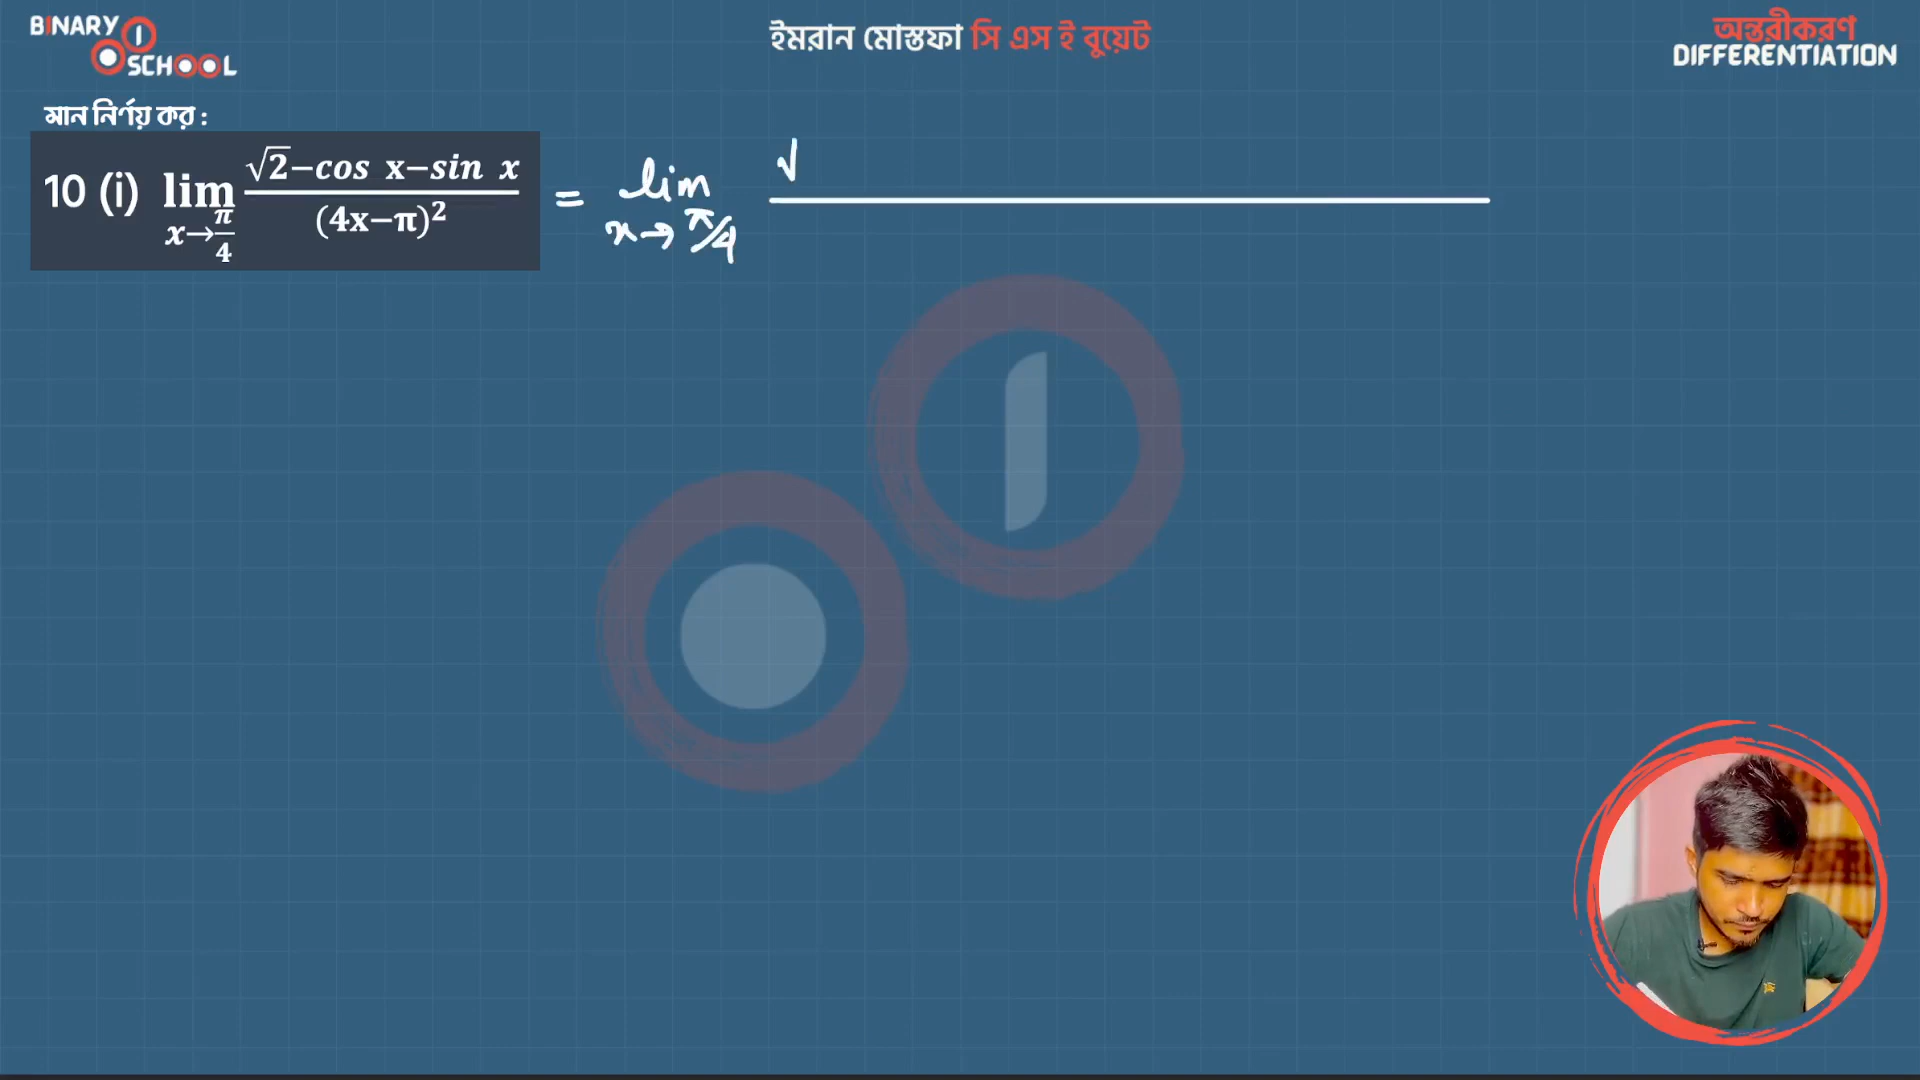 BINARY SCHOOL
ইমরান মোস্তফা সি এস ই বুয়েট
অন্তরীকরণ
DIFFERENTIATION
মান নির্ণয় কর :
10 (i) lim x→π/4 (√2−cos x−sin x)/(4x−π)² = lim x→π/4 √